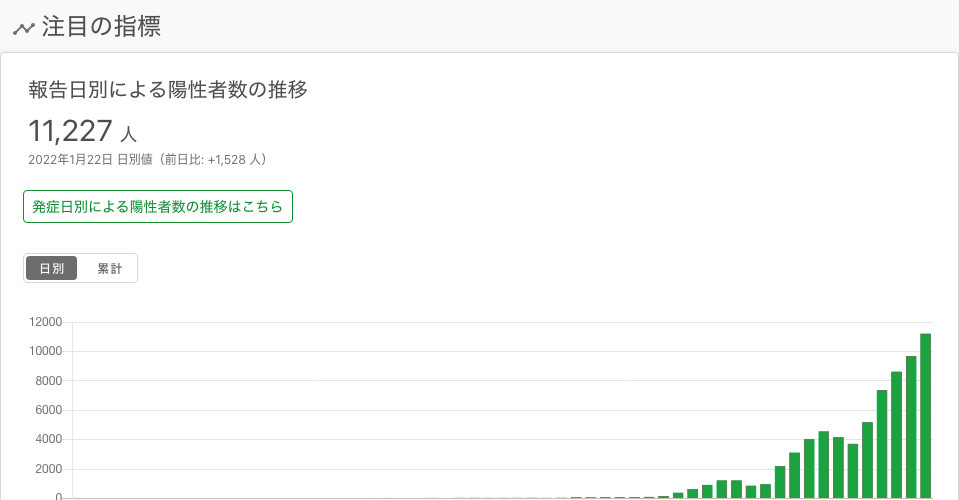 注目の指標
報告日別による陽性者数の推移
11,227 人
2022年1月22日 日別値（前日比: +1,528 人）
発症日別による陽性者数の推移はこちら
日別 累計
12000
10000
8000
6000
4000
2000
0